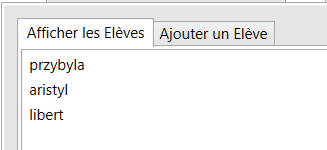 Afficher les Elèves Ajouter un Elève
przybyla
aristyl
libert